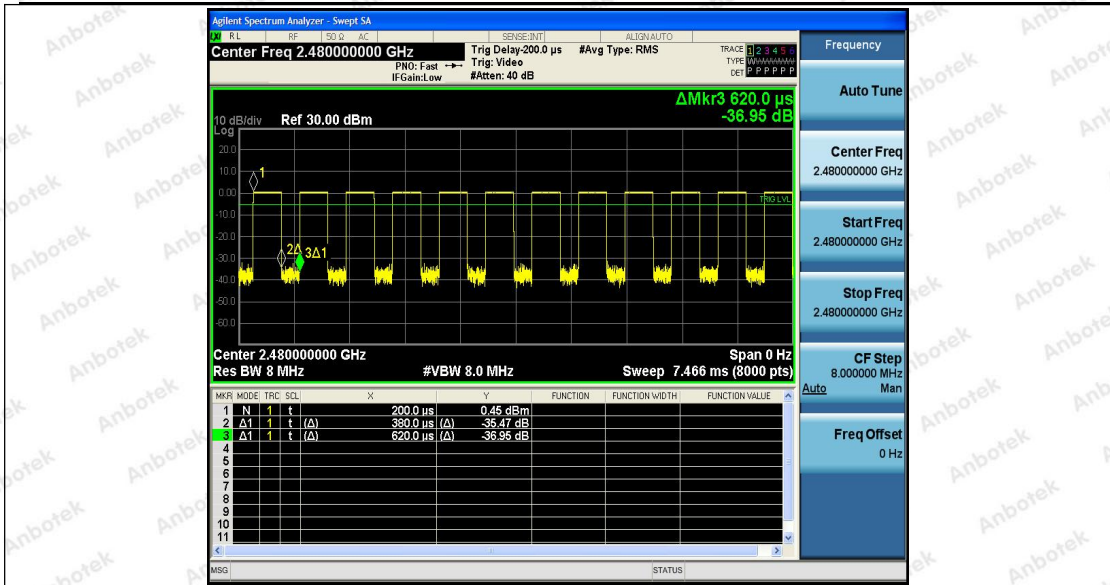 Agilent Spectrum Analyzer - Swept SA
LXI RL RF 50 Ω AC SENSE:INT ALIGN AUTO
Center Freq 2.480000000 GHz
PNO: Fast
IFGain:Low
Trig Delay-200.0 µs
Trig: Video
#Atten: 40 dB
#Avg Type: RMS
TRACE 1 2 3 4 5 6
TYPE WWWWWW
DET P P P P P P
ΔMkr3 620.0 µs
-36.95 dB
10 dB/div Ref 30.00 dBm
Log
20.0
10.0
0.00
-10.0
-20.0
-30.0
-40.0
-50.0
-60.0
1
2Δ 3Δ1
TRIG LVL
Center 2.480000000 GHz Span 0 Hz
Res BW 8 MHz #VBW 8.0 MHz Sweep 7.466 ms (8000 pts)
MKR MODE TRC SCL X Y FUNCTION FUNCTION WIDTH FUNCTION VALUE
1 N 1 t 200.0 µs 0.45 dBm
2 Δ1 1 t (Δ) 380.0 µs (Δ) -35.47 dB
3 Δ1 1 t (Δ) 620.0 µs (Δ) -36.95 dB
4
5
6
7
8
9
10
11
MSG STATUS
Frequency
Auto Tune
Center Freq
2.480000000 GHz
Start Freq
2.480000000 GHz
Stop Freq
2.480000000 GHz
CF Step
8.000000 MHz
Auto Man
Freq Offset
0 Hz
Anbotek